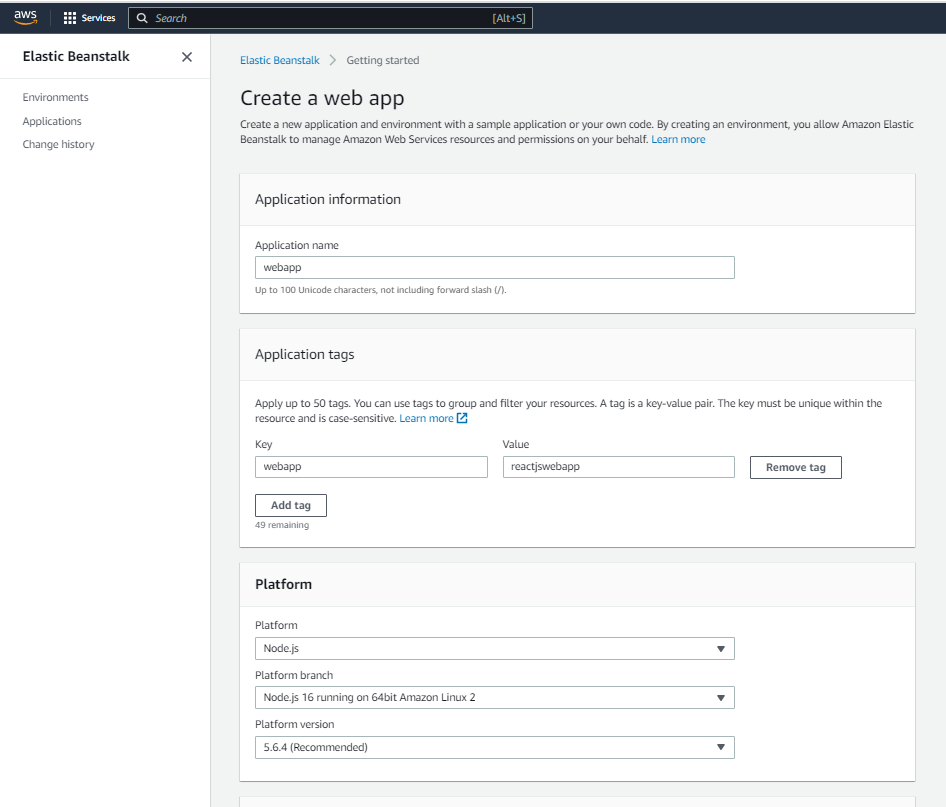 aws
Services
Search
[Alt+S]
Elastic Beanstalk
Environments
Applications
Change history
Elastic Beanstalk
Getting started
Create a web app
Create a new application and environment with a sample application or your own code. By creating an environment, you allow Amazon Elastic
Beanstalk to manage Amazon Web Services resources and permissions on your behalf. Learn more
Application information
Application name
webapp
Up to 100 Unicode characters, not including forward slash (/).
Application tags
Apply up to 50 tags. You can use tags to group and filter your resources. A tag is a key-value pair. The key must be unique within the
resource and is case-sensitive. Learn more
Key
Value
webapp
reactjswebapp
Remove tag
Add tag
49 remaining
Platform
Platform
Node.js
Platform branch
Node.js 16 running on 64bit Amazon Linux 2
Platform version
5.6.4 (Recommended)